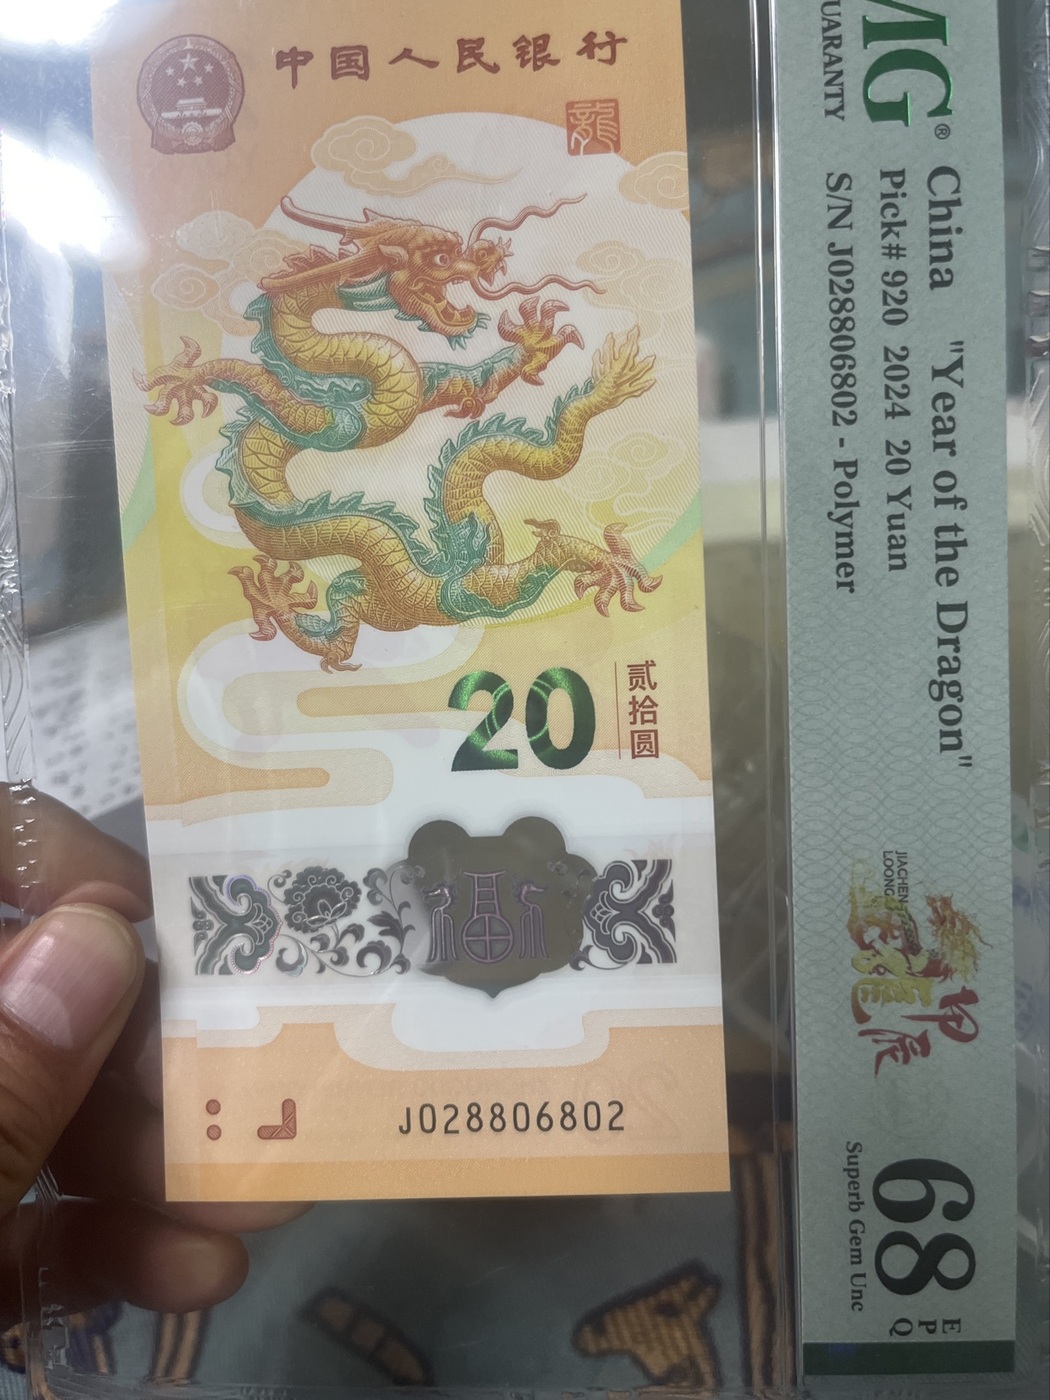 中国人民银行
龍
贰拾圆
20
福
J028806802
MG®
UARANTY
China "Year of the Dragon"
Pick# 920 2024 20 Yuan
S/N J028806802 - Polymer
JIACHEN
LOONG
甲辰
68
EPQ
Superb Gem Unc